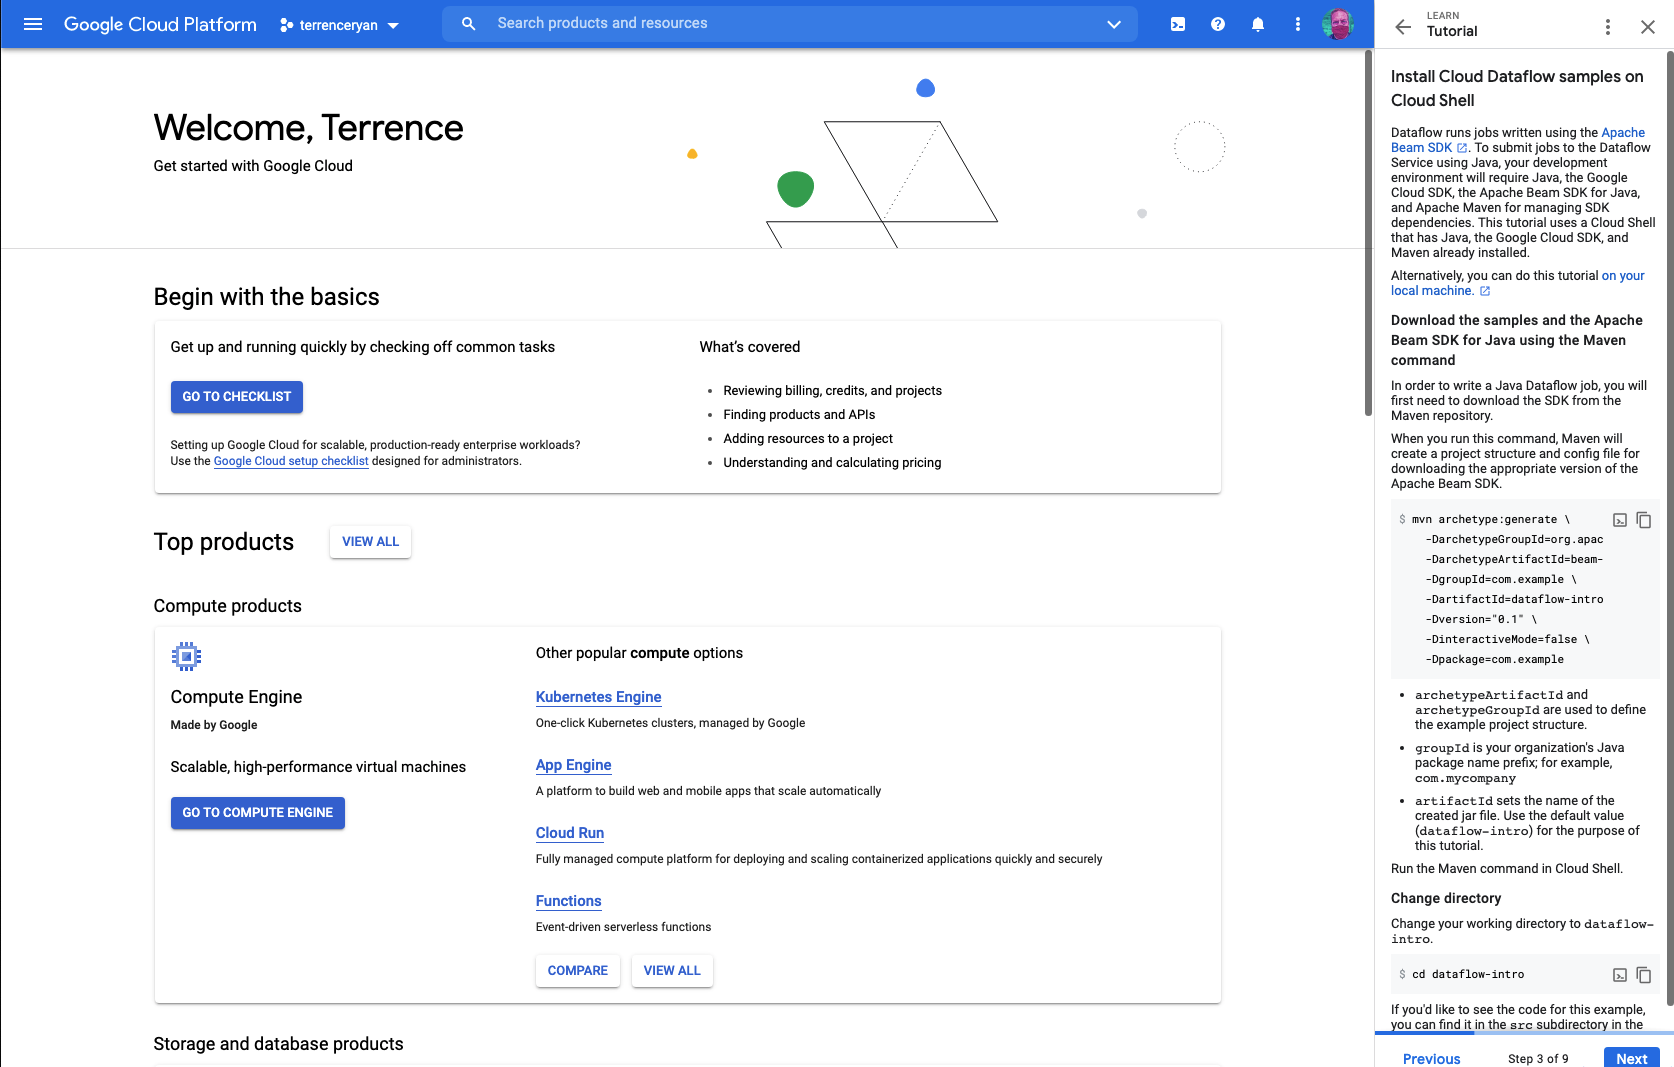 Google Cloud Platform
terrenceryan
Search products and resources
Welcome, Terrence
Get started with Google Cloud
Begin with the basics
Get up and running quickly by checking off common tasks
GO TO CHECKLIST
Setting up Google Cloud for scalable, production-ready enterprise workloads?
Use the Google Cloud setup checklist designed for administrators.
What's covered
• Reviewing billing, credits, and projects
• Finding products and APIs
• Adding resources to a project
• Understanding and calculating pricing
Top products
VIEW ALL
Compute products
Compute Engine
Made by Google
Scalable, high-performance virtual machines
GO TO COMPUTE ENGINE
Other popular compute options
Kubernetes Engine
One-click Kubernetes clusters, managed by Google
App Engine
A platform to build web and mobile apps that scale automatically
Cloud Run
Fully managed compute platform for deploying and scaling containerized applications quickly and securely
Functions
Event-driven serverless functions
COMPARE
VIEW ALL
Storage and database products
LEARN
Tutorial
Install Cloud Dataflow samples on
Cloud Shell
Dataflow runs jobs written using the Apache
Beam SDK . To submit jobs to the Dataflow
Service using Java, your development
environment will require Java, the Google
Cloud SDK, the Apache Beam SDK for Java,
and Apache Maven for managing SDK
dependencies. This tutorial uses a Cloud Shell
that has Java, the Google Cloud SDK, and
Maven already installed.
Alternatively, you can do this tutorial on your
local machine.
Download the samples and the Apache
Beam SDK for Java using the Maven
command
In order to write a Java Dataflow job, you will
first need to download the SDK from the
Maven repository.
When you run this command, Maven will
create a project structure and config file for
downloading the appropriate version of the
Apache Beam SDK.
$ mvn archetype:generate \
-DarchetypeGroupId=org.apac
-DarchetypeArtifactId=beam-
-DgroupId=com.example \
-DartifactId=dataflow-intro
-Dversion="0.1" \
-DinteractiveMode=false \
-Dpackage=com.example
• archetypeArtifactId and
archetypeGroupId are used to define
the example project structure.
• groupId is your organization's Java
package name prefix; for example,
com.mycompany
• artifactId sets the name of the
created jar file. Use the default value
(dataflow-intro) for the purpose of
this tutorial.
Run the Maven command in Cloud Shell.
Change directory
Change your working directory to dataflow-
intro.
$ cd dataflow-intro
If you'd like to see the code for this example,
you can find it in the src subdirectory in the
Previous
Step 3 of 9
Next